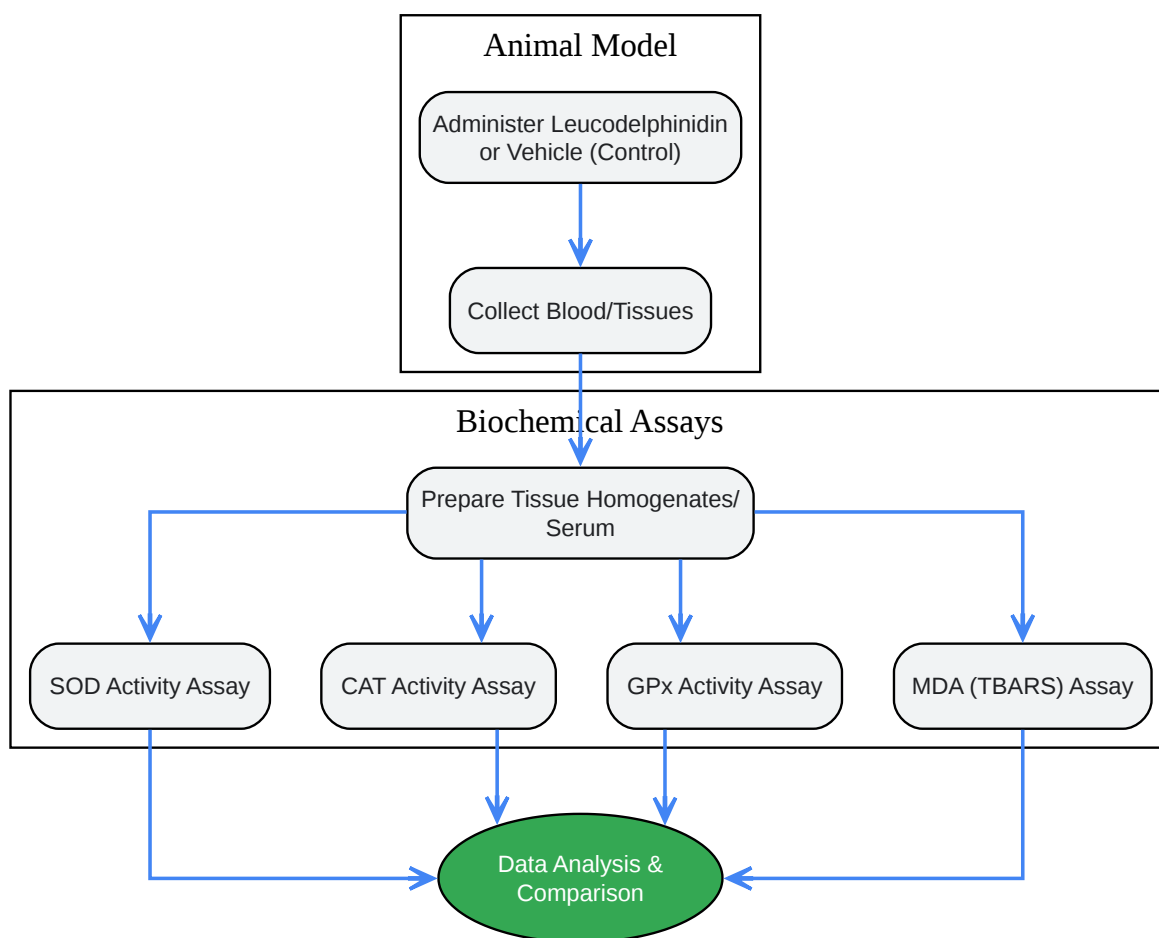 Animal Model
Administer Leucodelphinidin
or Vehicle (Control)
Collect Blood/Tissues
Biochemical Assays
Prepare Tissue Homogenates/
Serum
SOD Activity Assay
CAT Activity Assay
GPx Activity Assay
MDA (TBARS) Assay
Data Analysis &
Comparison